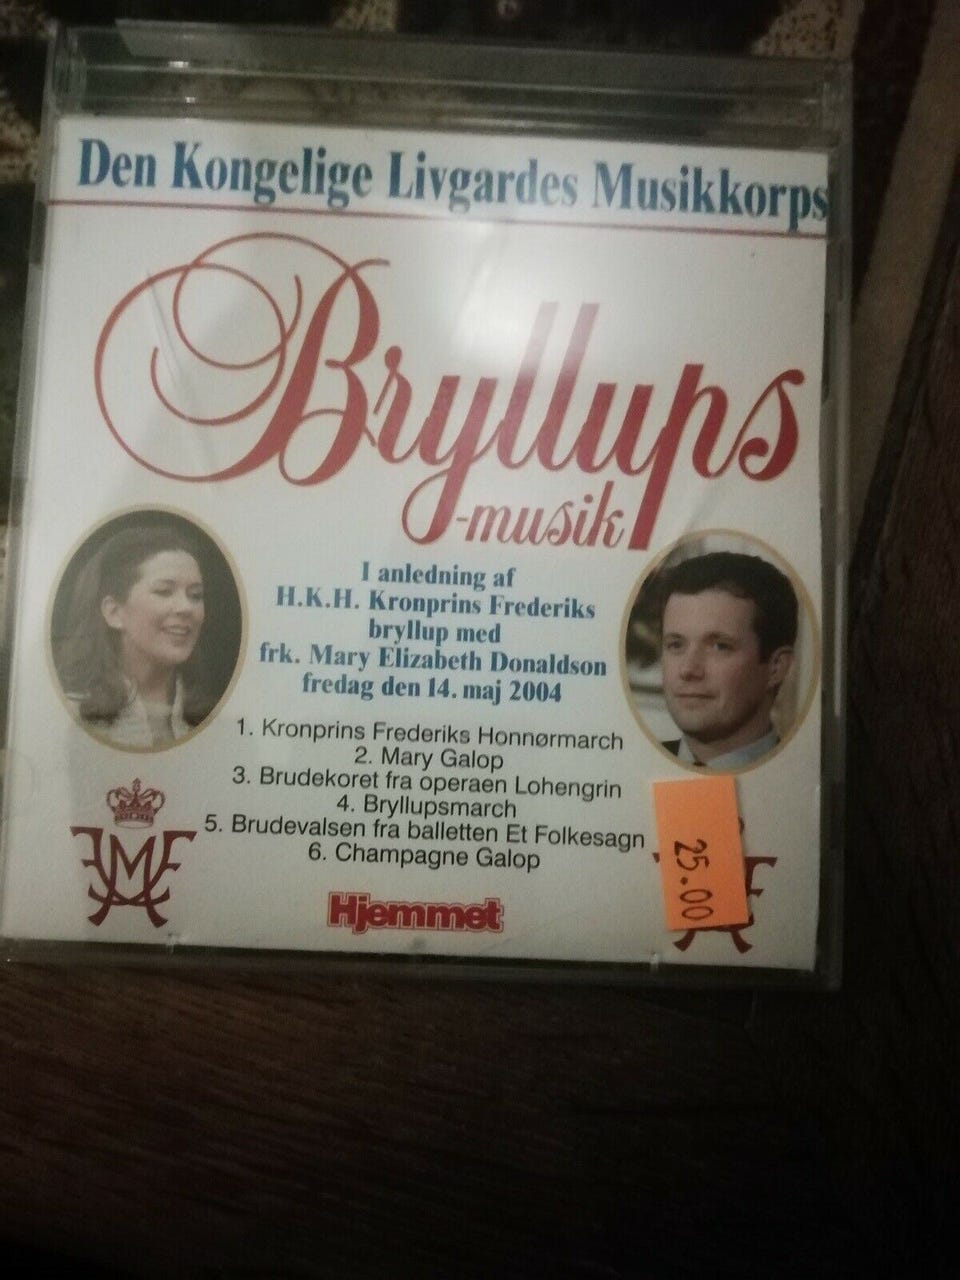 Den Kongelige Livgardes Musikkorps
Bryllups
-musik
I anledning af
H.K.H. Kronprins Frederiks
bryllup med
frk. Mary Elizabeth Donaldson
fredag den 14. maj 2004
1. Kronprins Frederiks Honnørmarch
2. Mary Galop
3. Brudekoret fra operaen Lohengrin
4. Bryllupsmarch
5. Brudevalsen fra balletten Et Folkesagn
6. Champagne Galop
25.00
Hjemmet